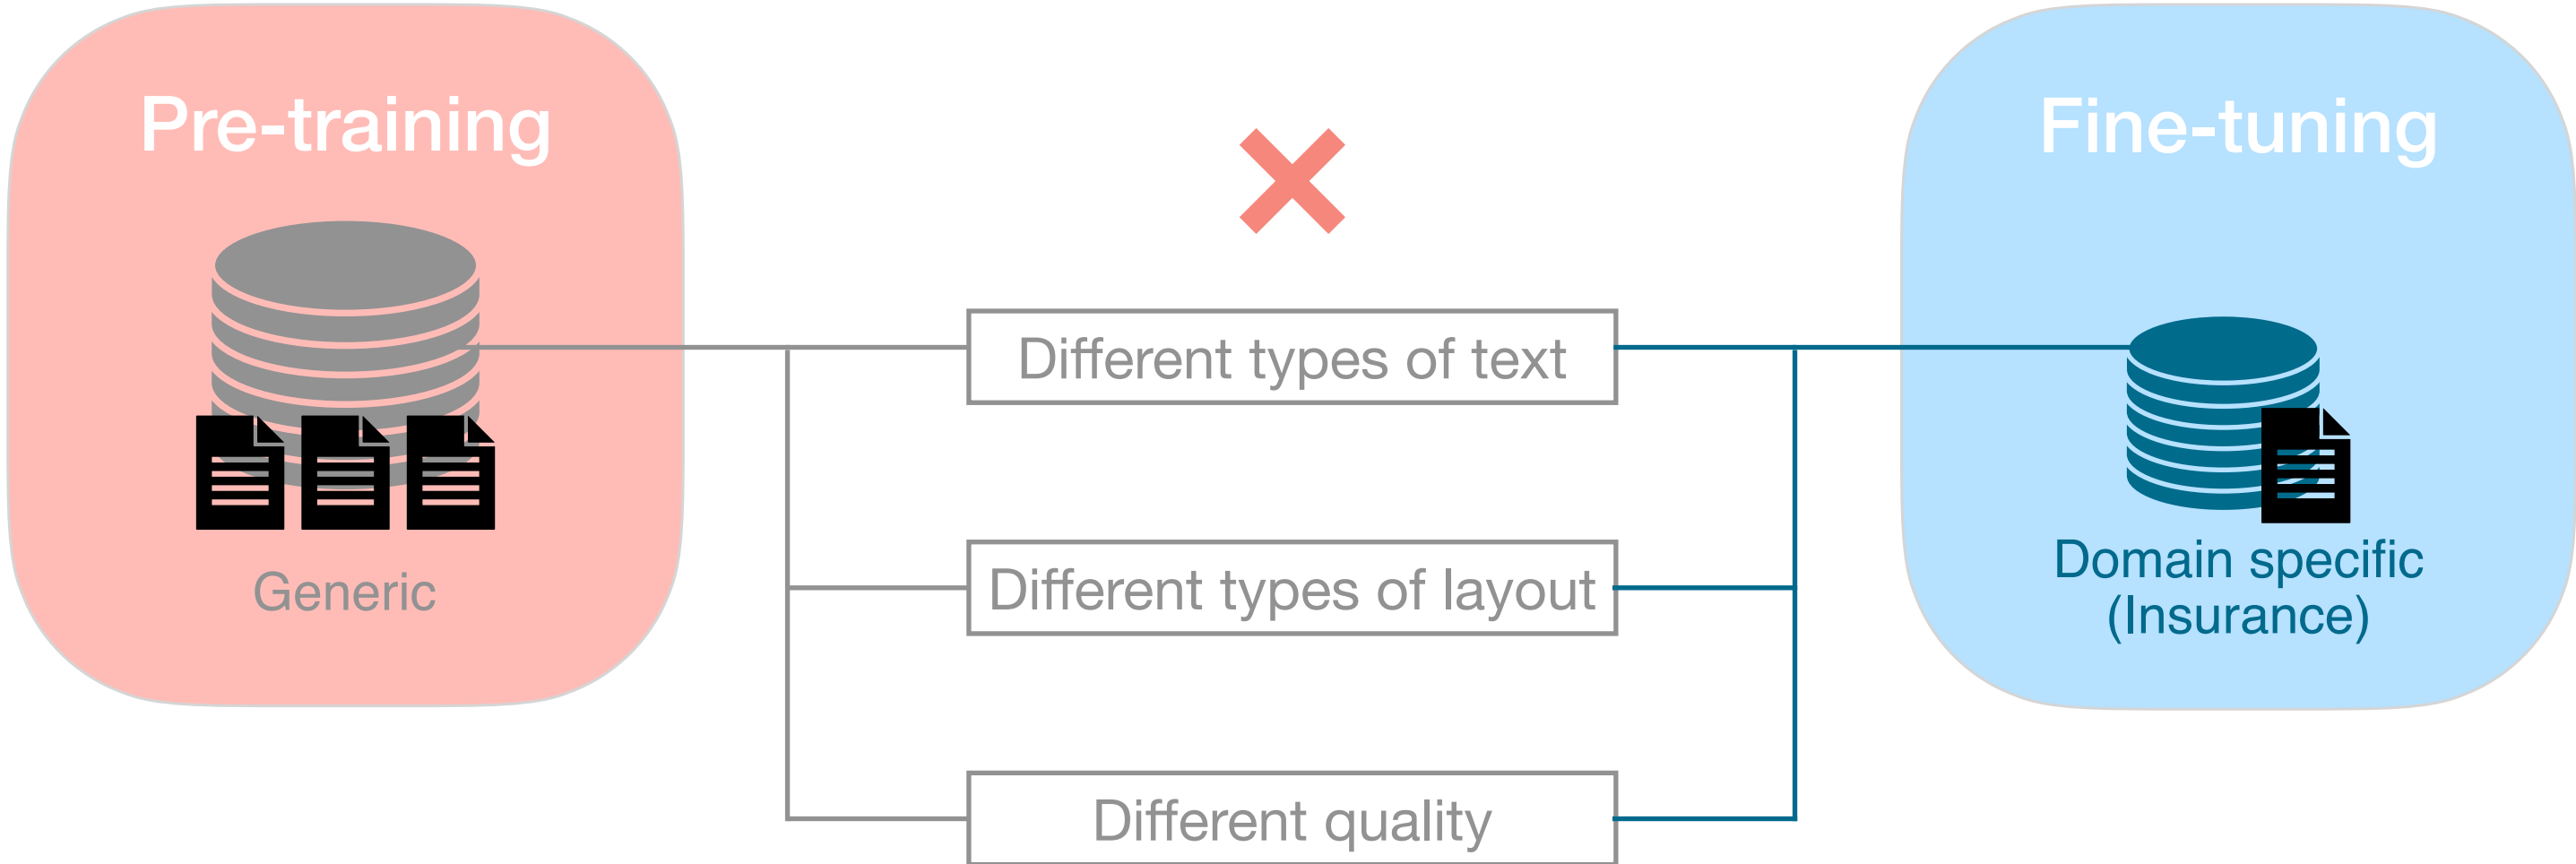 Pre-training
Fine-tuning
Different types of text
Different types of layout
Different quality
Generic
Domain specific
(Insurance)